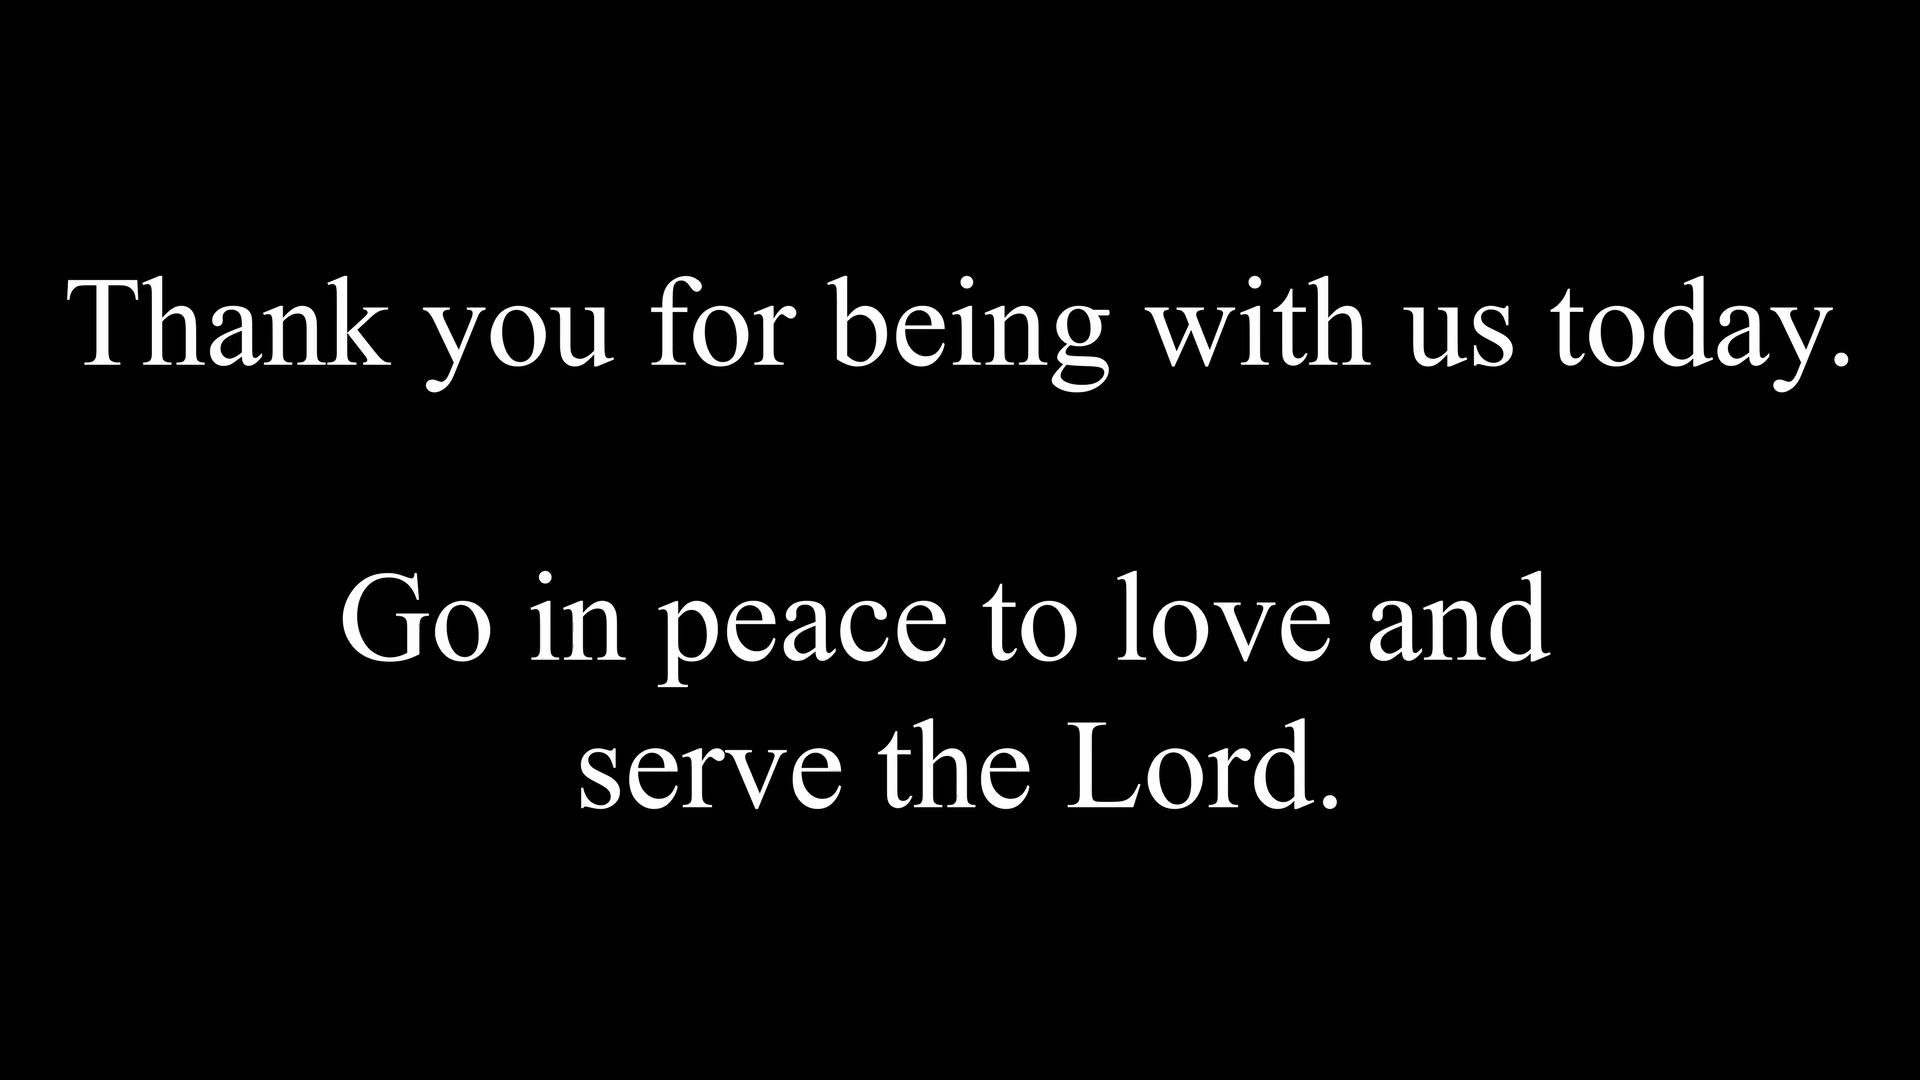 Thank you for being with us today.
Go in peace to love and
serve the Lord.